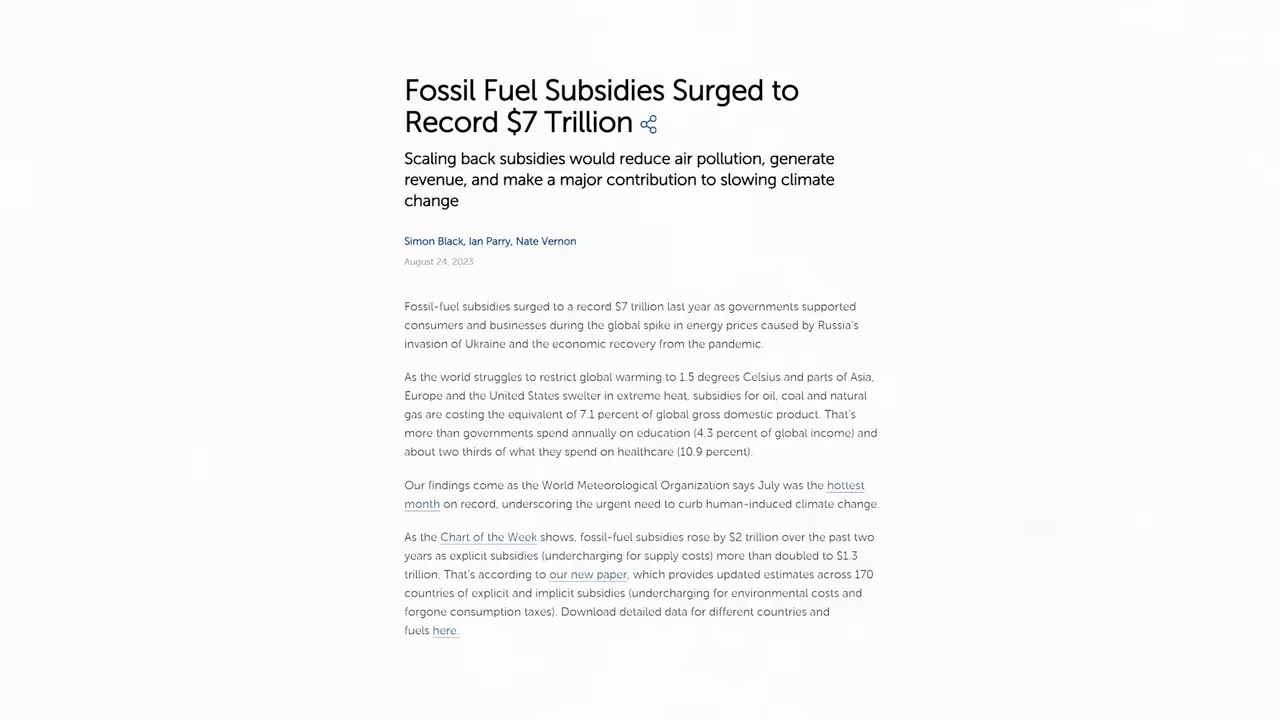 Fossil Fuel Subsidies Surged to
Record $7 Trillion
Scaling back subsidies would reduce air pollution, generate
revenue, and make a major contribution to slowing climate
change
Simon Black, Ian Parry, Nate Vernon
August 24, 2023
Fossil-fuel subsidies surged to a record $7 trillion last year as governments supported
consumers and businesses during the global spike in energy prices caused by Russia's
invasion of Ukraine and the economic recovery from the pandemic.
As the world struggles to restrict global warming to 1.5 degrees Celsius and parts of Asia,
Europe and the United States swelter in extreme heat, subsidies for oil, coal and natural
gas are costing the equivalent of 7.1 percent of global gross domestic product. That's
more than governments spend annually on education (4.3 percent of global income) and
about two thirds of what they spend on healthcare (10.9 percent).
Our findings come as the World Meteorological Organization says July was the hottest
month on record, underscoring the urgent need to curb human-induced climate change.
As the Chart of the Week shows, fossil-fuel subsidies rose by $2 trillion over the past two
years as explicit subsidies (undercharging for supply costs) more than doubled to $1.3
trillion. That's according to our new paper, which provides updated estimates across 170
countries of explicit and implicit subsidies (undercharging for environmental costs and
forgone consumption taxes). Download detailed data for different countries and
fuels here.